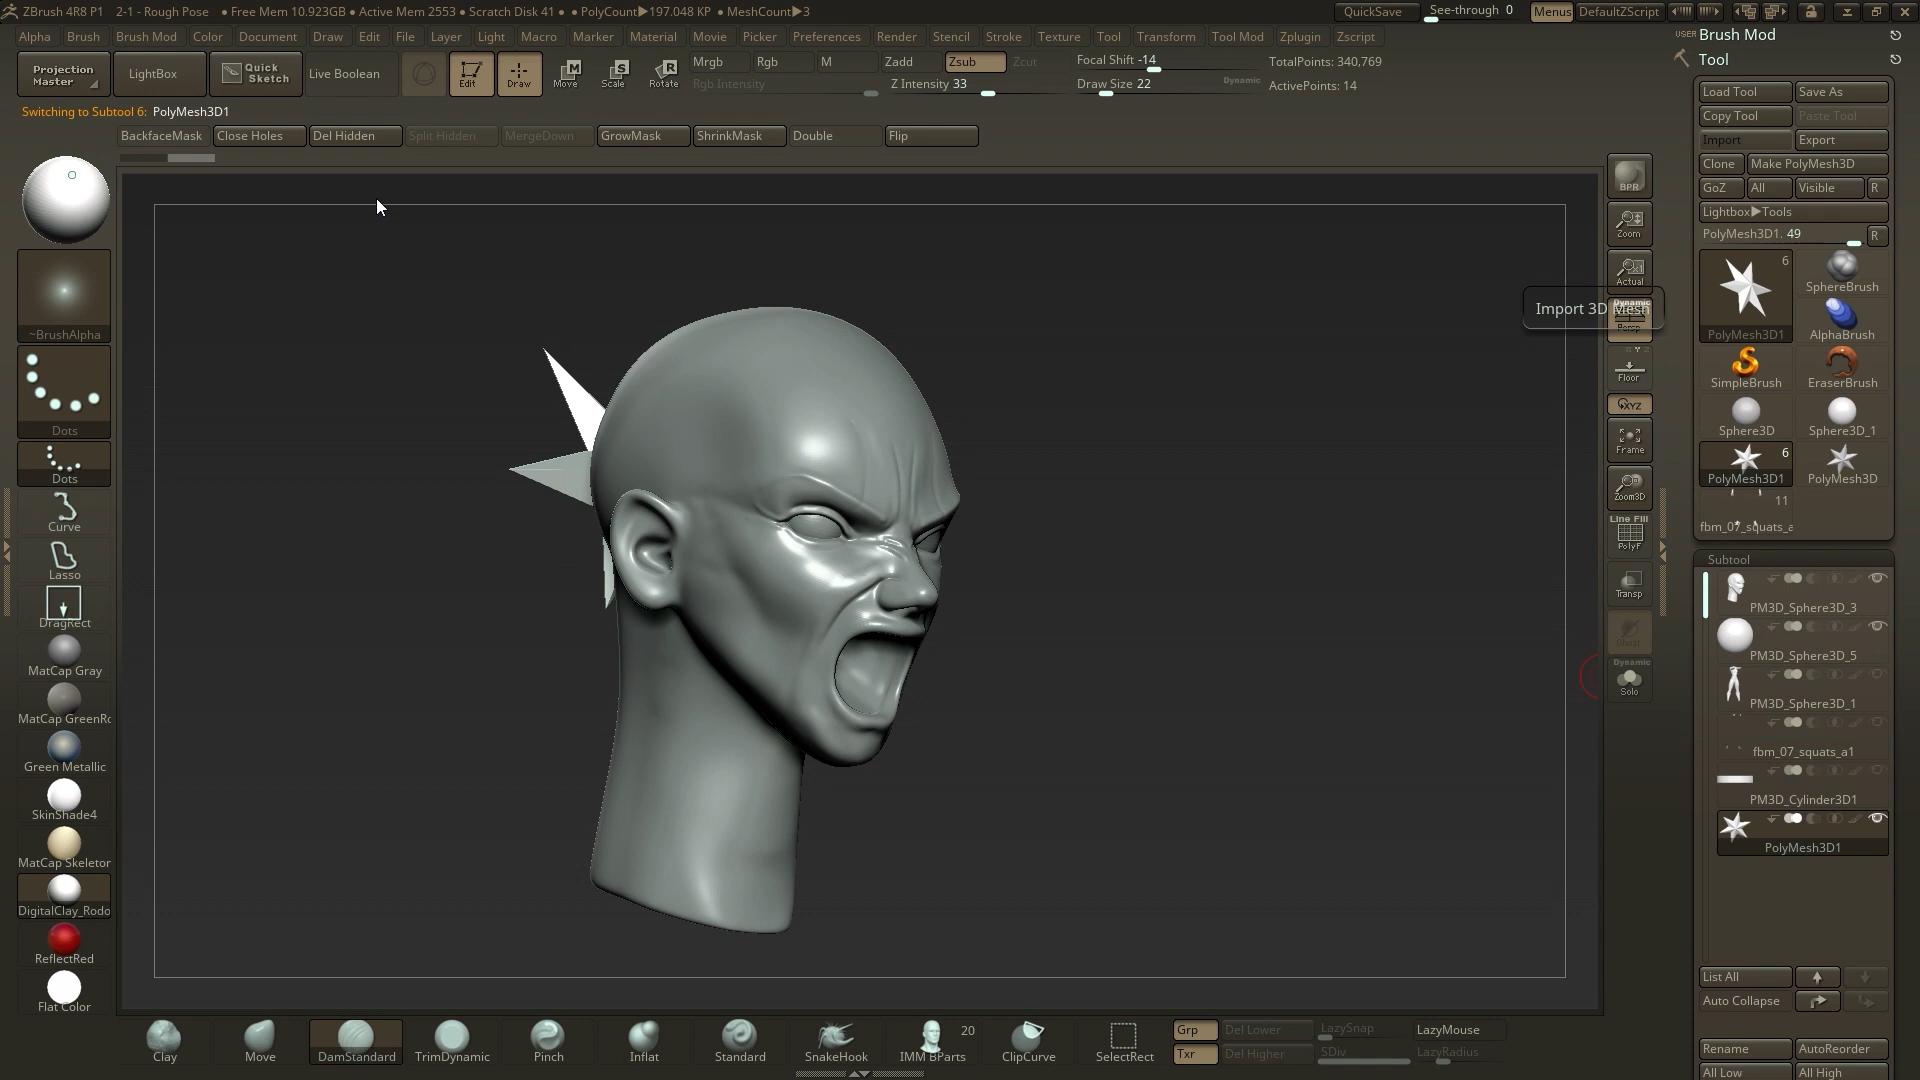 ZBrush 4R8 P1 2-1 - Rough Pose ● Free Mem 10.923GB ● Active Mem 2553 ● Scratch Disk 41 ● ● PolyCount▶197.048 KP ● MeshCount▶3
QuickSave See-through 0 Menus DefaultZScript
Alpha Brush Brush Mod Color Document Draw Edit File Layer Light Macro Marker Material Movie Picker Preferences Render Stencil Stroke Texture Tool Transform Tool Mod Zplugin Zscript
USER Brush Mod
Tool
Projection Master
LightBox
Quick Sketch
Live Boolean
Edit
Draw
Move
Scale
Rotate
Mrgb Rgb M Zadd Zsub Zcut
Rgb Intensity
Z Intensity 33
Focal Shift -14
Draw Size 22
Dynamic
TotalPoints: 340,769
ActivePoints: 14
Switching to Subtool 6: PolyMesh3D1
BackfaceMask Close Holes Del Hidden Split Hidden MergeDown GrowMask ShrinkMask Double Flip
~BrushAlpha
Dots
Dots
Curve
Lasso
DragRect
MatCap Gray
MatCap GreenRo
Green Metallic
SkinShade4
MatCap Skeletor
DigitalClay_Rodo
ReflectRed
Flat Color
BPR
Zoom
Actual
Dynamic
Persp
Import 3D Mesh
Floor
XYZ
Frame
Zoom3D
Line Fill
PolyF
Transp
Ghost
Dynamic
Solo
Load Tool Save As
Copy Tool Paste Tool
Import Export
Clone Make PolyMesh3D
GoZ All Visible R
Lightbox▶Tools
PolyMesh3D1. 49 R
6
PolyMesh3D1
SphereBrush
AlphaBrush
SimpleBrush
EraserBrush
Sphere3D
Sphere3D_1
6
PolyMesh3D1
PolyMesh3D
11
fbm_07_squats_a
Subtool
PM3D_Sphere3D_3
PM3D_Sphere3D_5
PM3D_Sphere3D_1
fbm_07_squats_a1
PM3D_Cylinder3D1
PolyMesh3D1
List All
Auto Collapse
Rename AutoReorder
All Low All High
Clay
Move
DamStandard
TrimDynamic
Pinch
Inflat
Standard
SnakeHook
20
IMM BParts
ClipCurve
SelectRect
Grp Del Lower LazySnap LazyMouse
Txr Del Higher SDiv LazyRadius